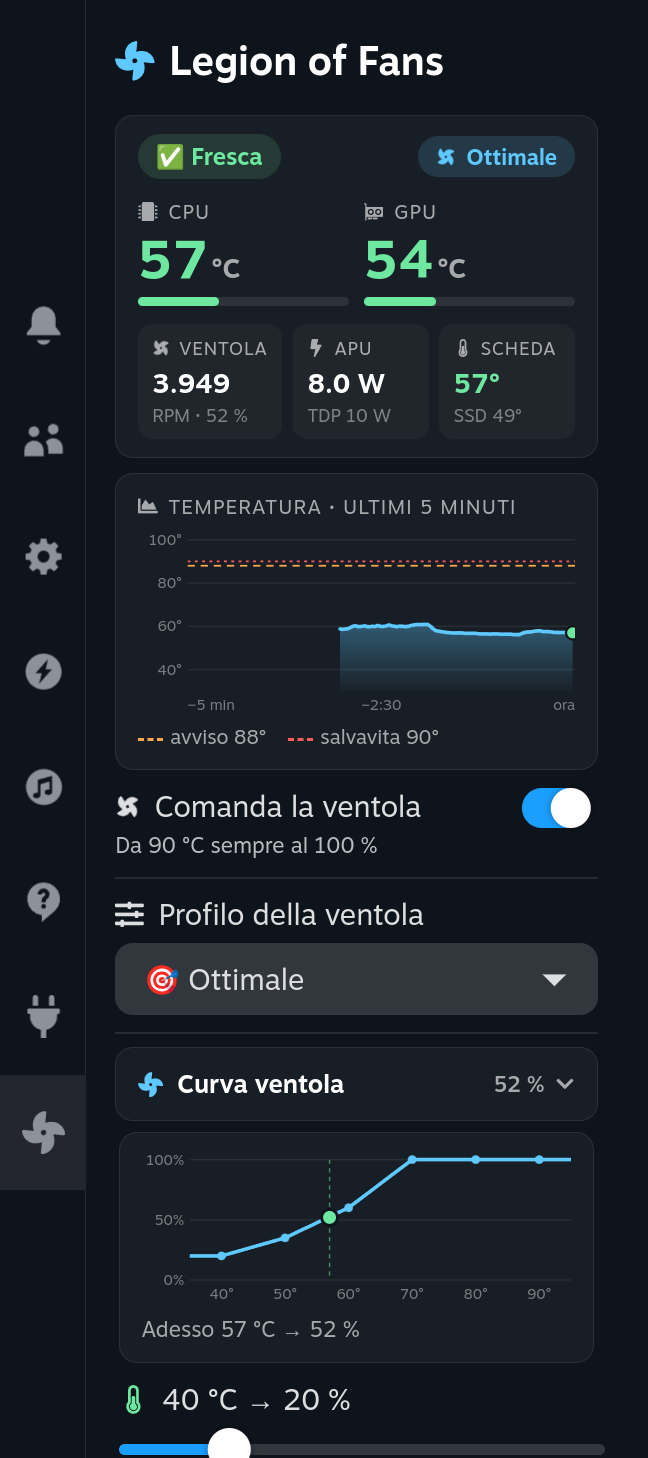 Legion of Fans
✅ Fresca
Ottimale
CPU
GPU
57 °C
54 °C
VENTOLA
APU
SCHEDA
3.949
8.0 W
57°
RPM · 52 %
TDP 10 W
SSD 49°
TEMPERATURA · ULTIMI 5 MINUTI
100°
80°
60°
40°
−5 min
−2:30
ora
avviso 88°
salvavita 90°
Comanda la ventola
Da 90 °C sempre al 100 %
Profilo della ventola
🎯 Ottimale
Curva ventola
52 %
100%
50%
0%
40°
50°
60°
70°
80°
90°
Adesso 57 °C → 52 %
40 °C → 20 %